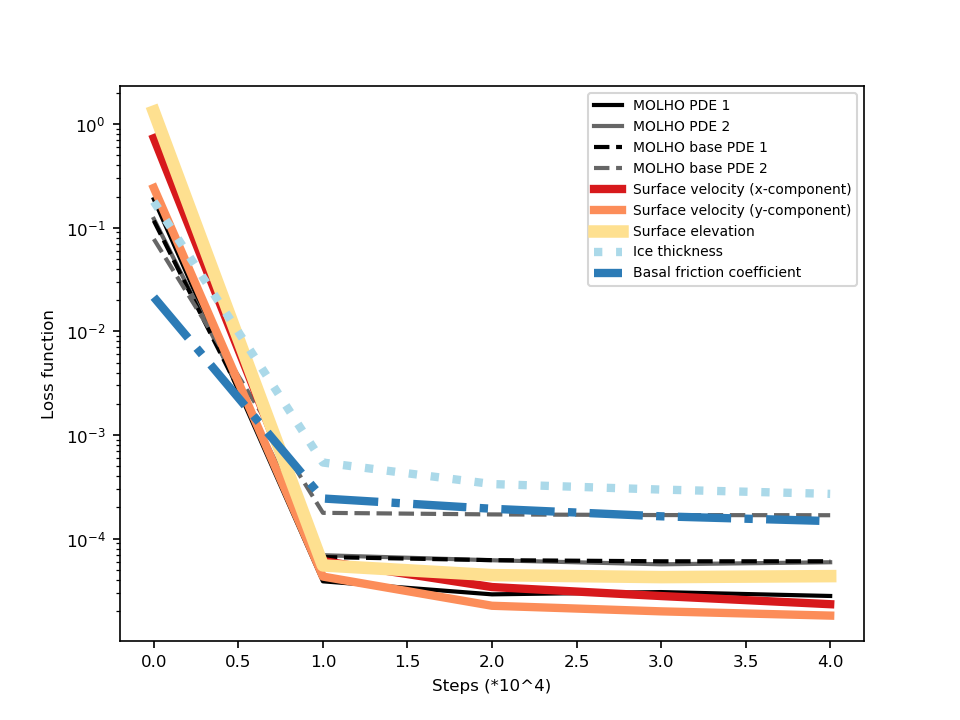 MOLHO PDE 1
MOLHO PDE 2
MOLHO base PDE 1
MOLHO base PDE 2
Surface velocity (x-component)
Surface velocity (y-component)
Surface elevation
Ice thickness
Basal friction coefficient
Loss function
10^0
10^-1
10^-2
10^-3
10^-4
0.0 0.5 1.0 1.5 2.0 2.5 3.0 3.5 4.0
Steps (*10^4)